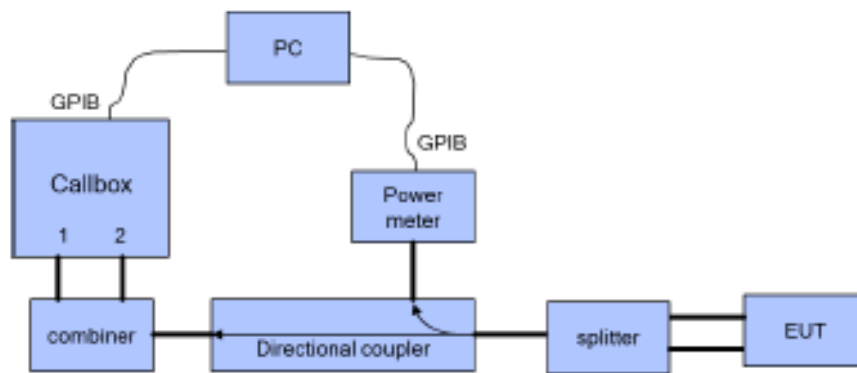 PC
GPIB
GPIB
Callbox
1 2
Power
meter
combiner
Directional coupler
splitter
EUT